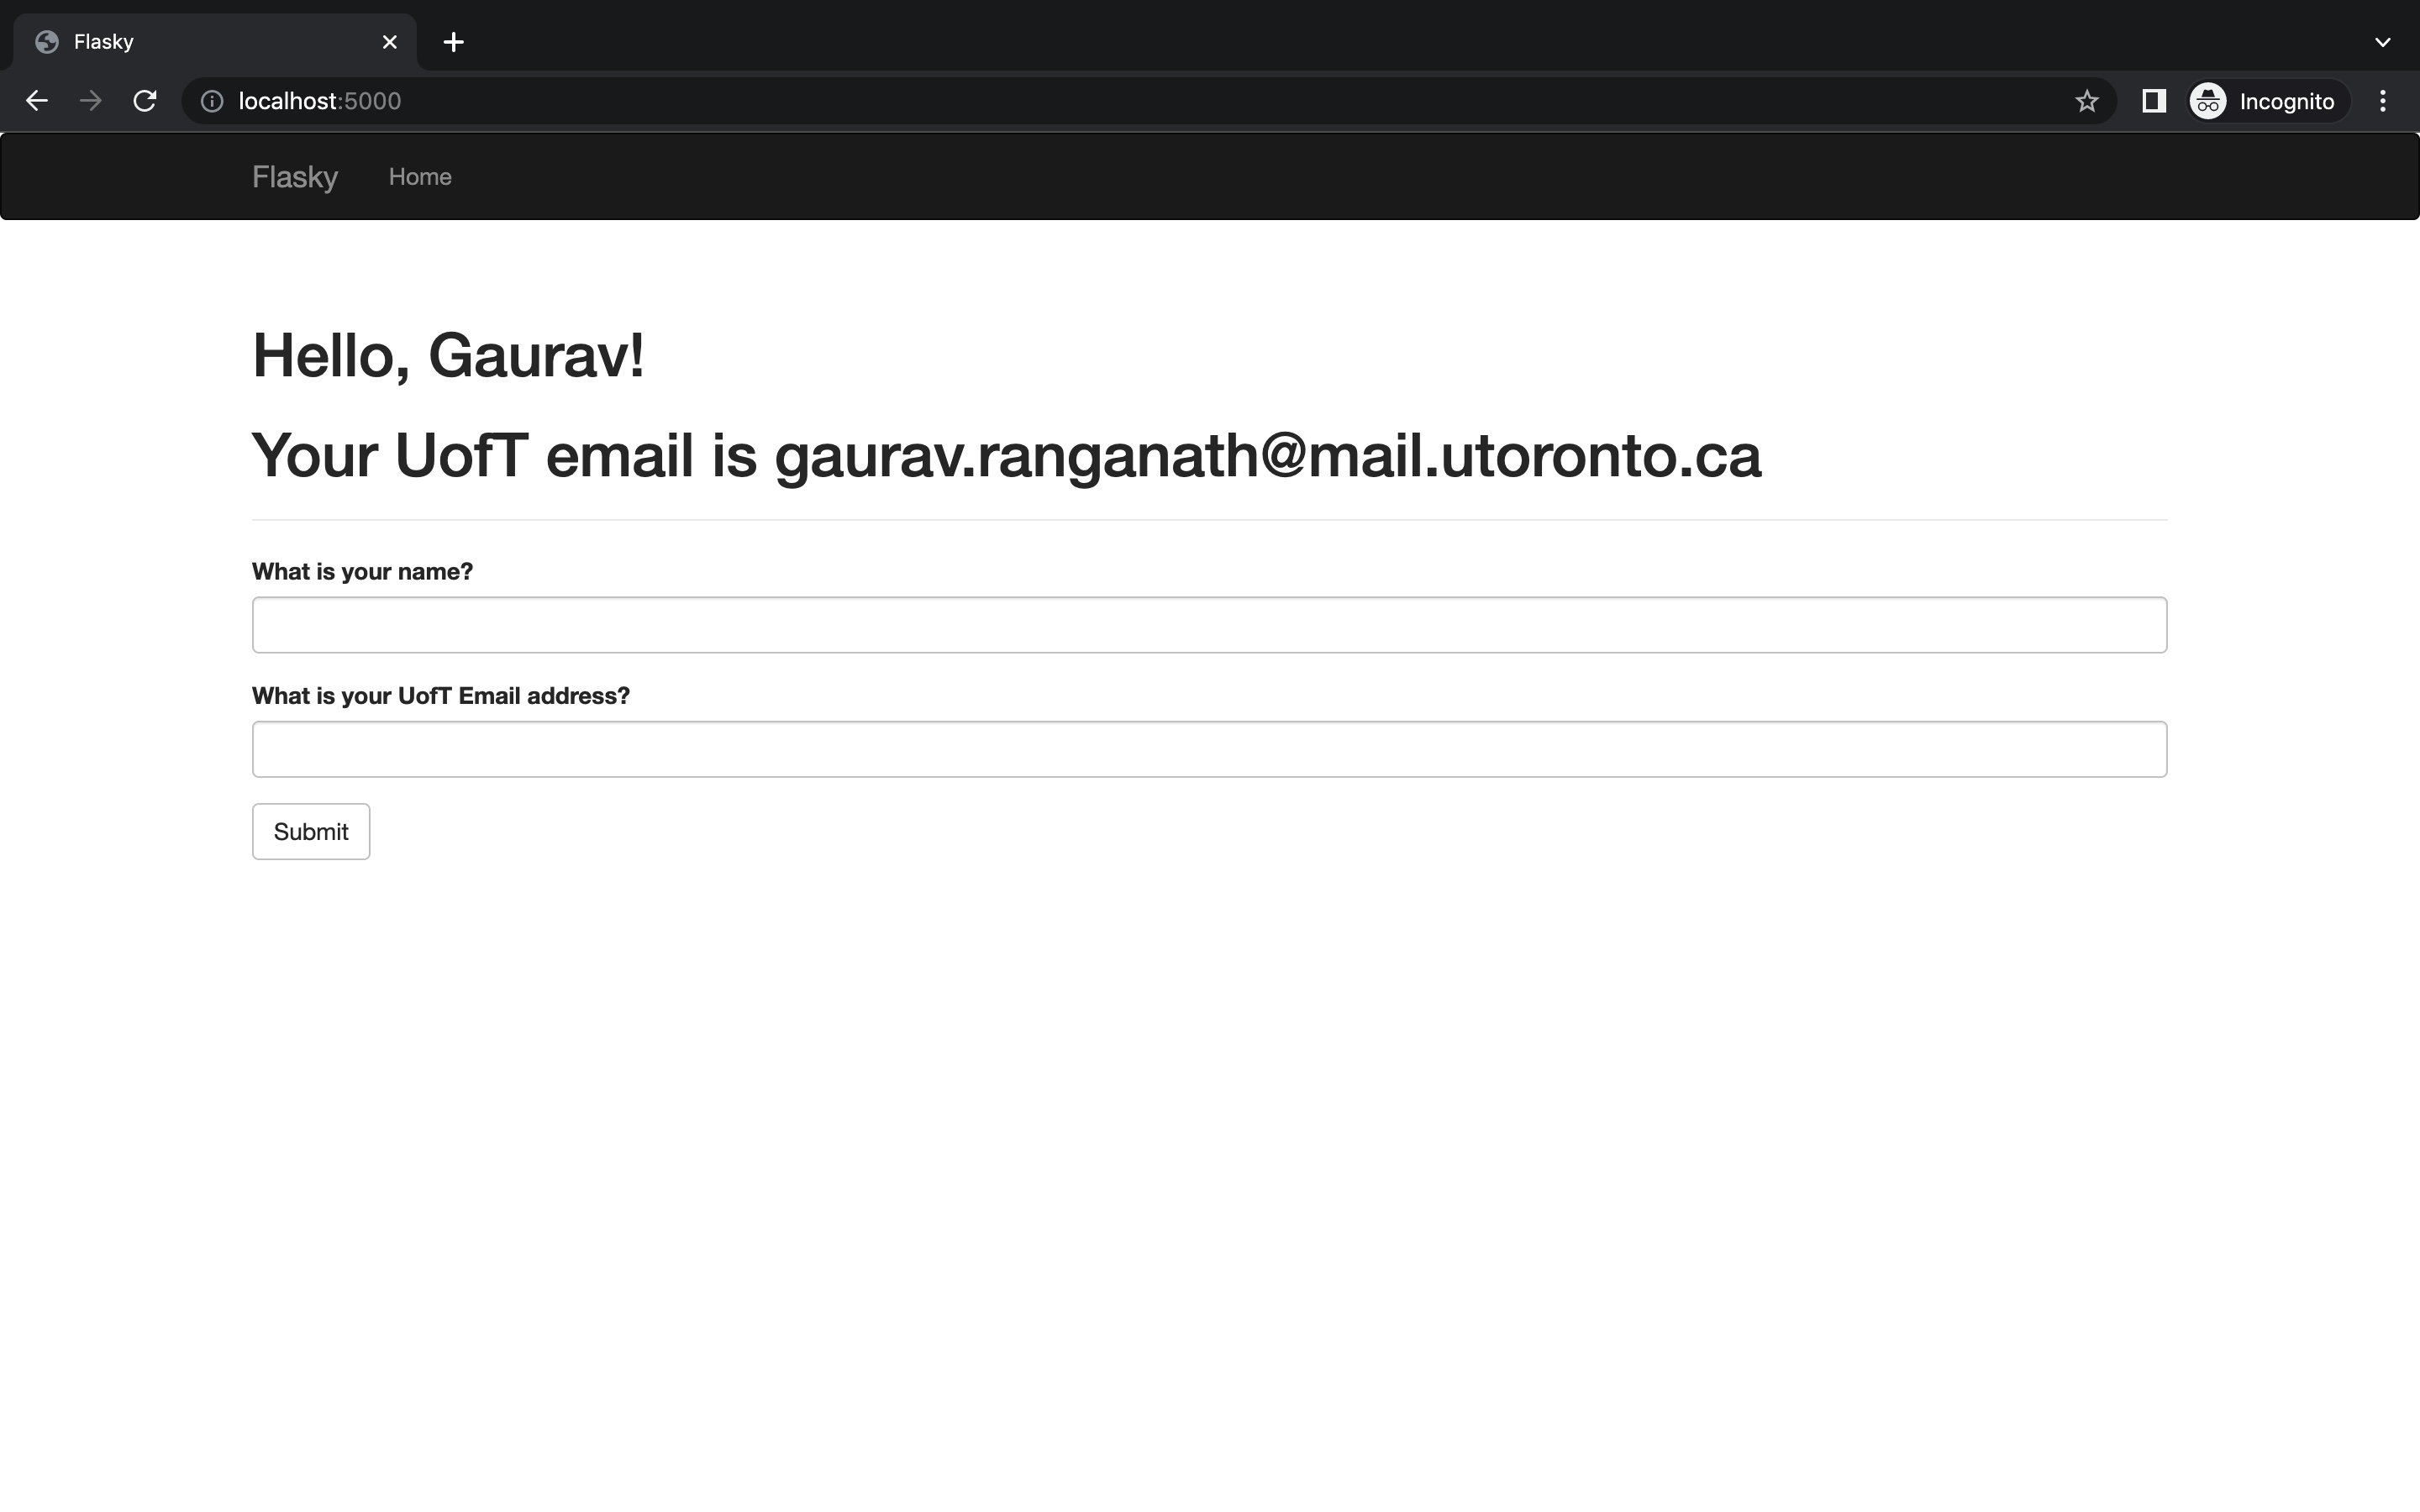 Flasky
localhost:5000
Incognito
Flasky Home
Hello, Gaurav!
Your UofT email is gaurav.ranganath@mail.utoronto.ca
What is your name?
What is your UofT Email address?
Submit